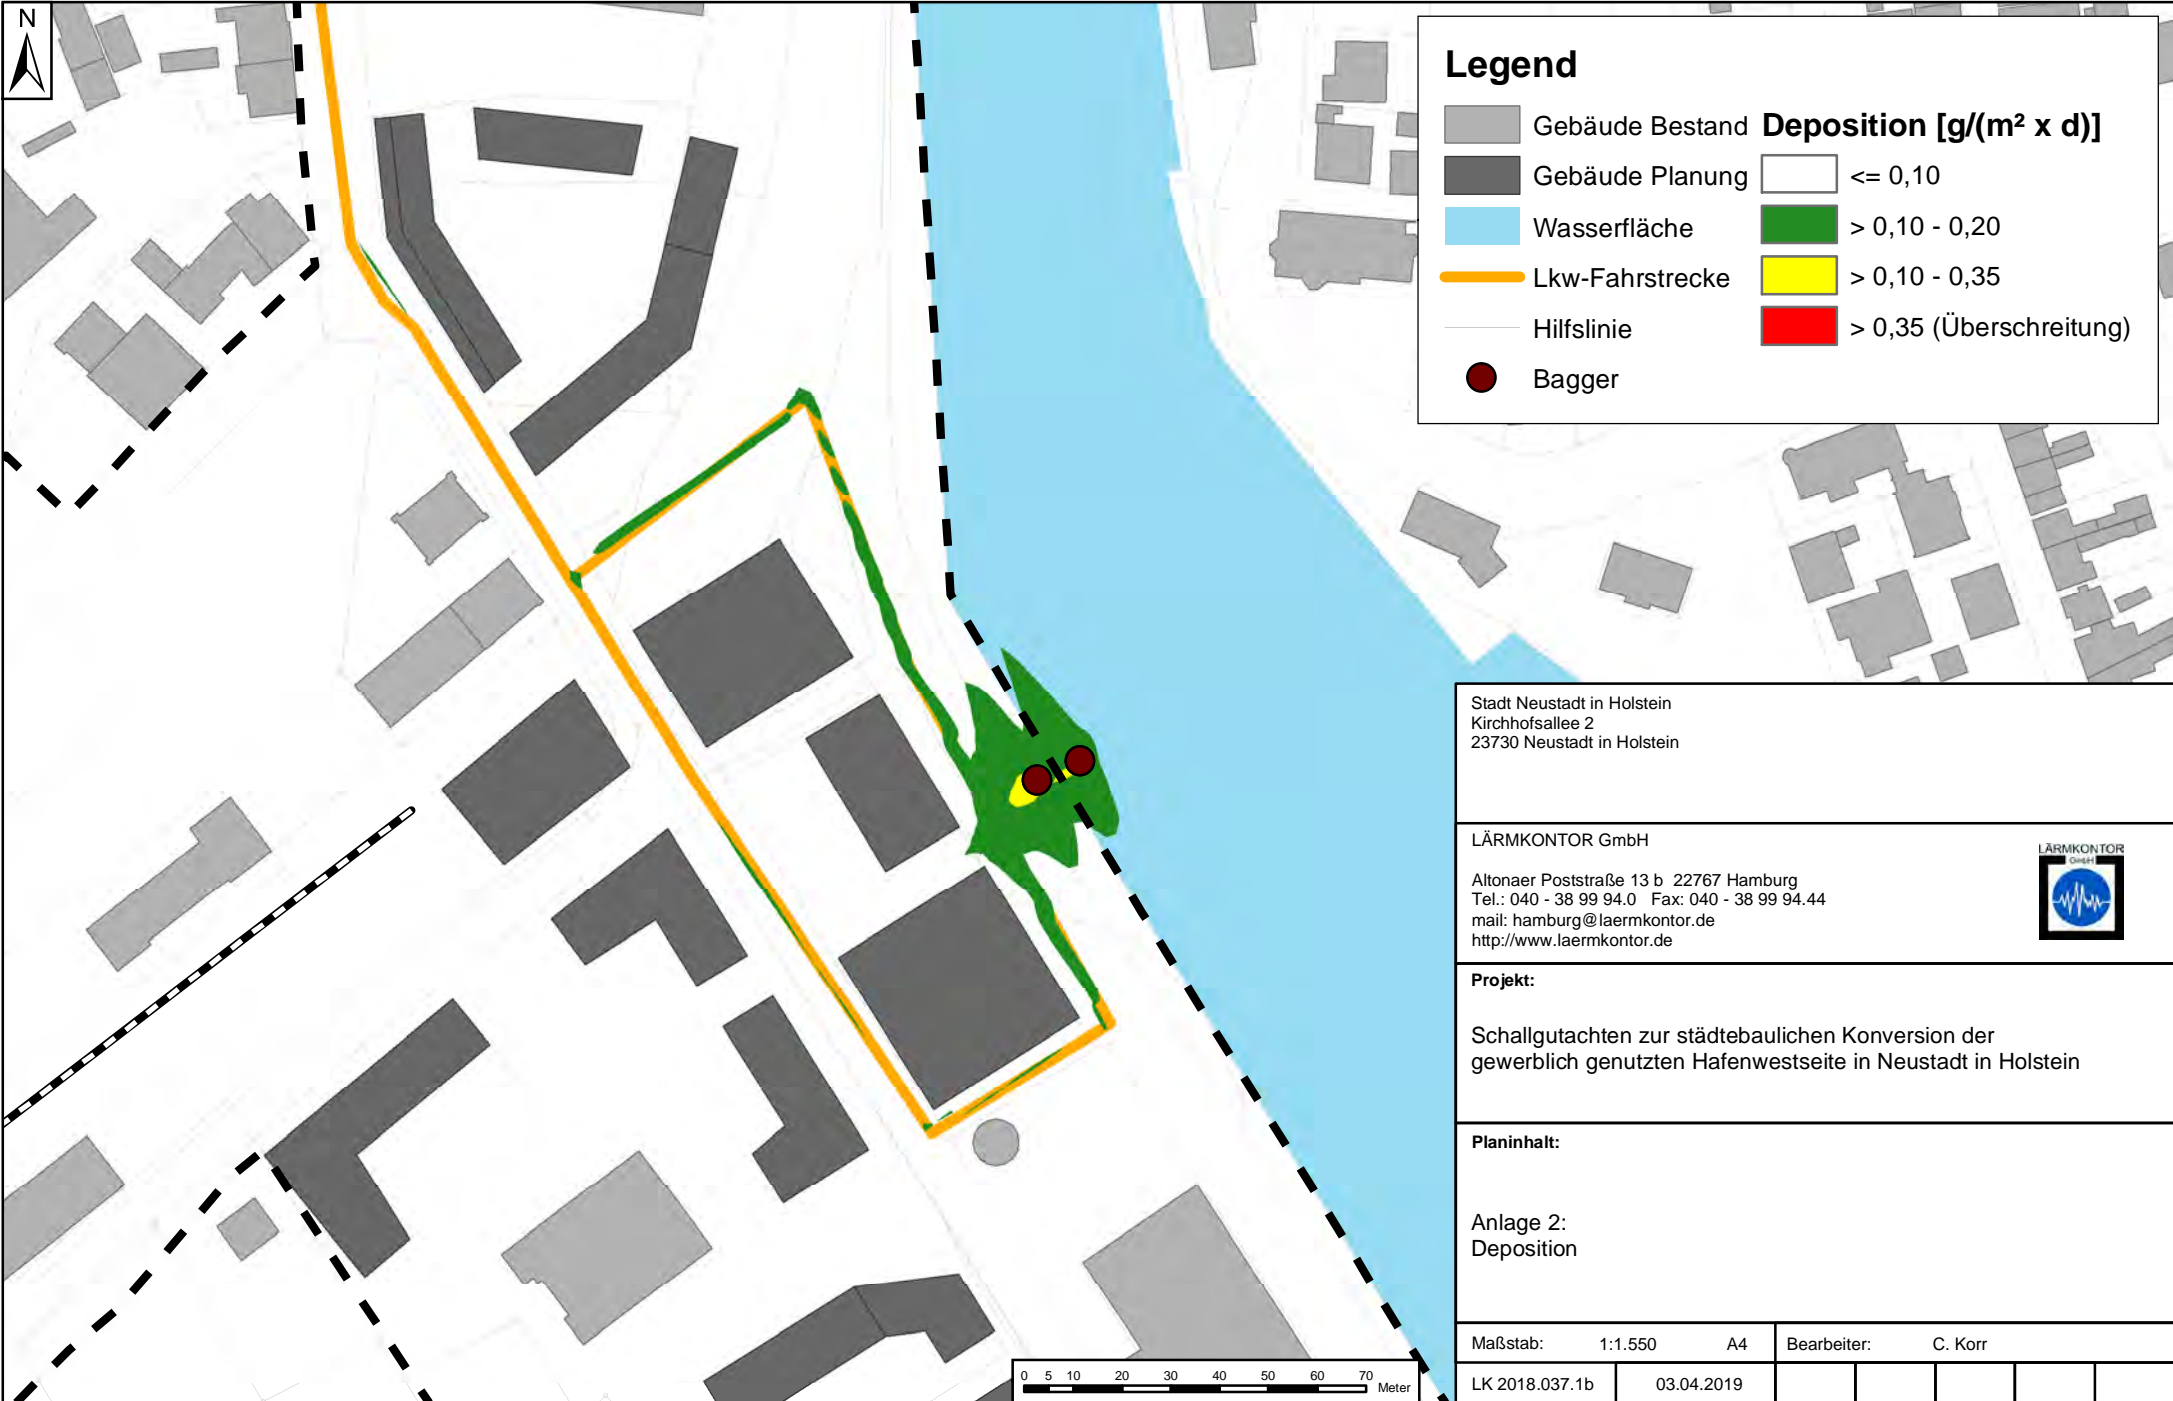 N
Legend
Gebäude Bestand
Gebäude Planung
Wasserfläche
Lkw-Fahrstrecke
Hilfslinie
Bagger
Deposition [g/(m² x d)]
<= 0,10
> 0,10 - 0,20
> 0,10 - 0,35
> 0,35 (Überschreitung)
Stadt Neustadt in Holstein
Kirchhofsallee 2
23730 Neustadt in Holstein
LÄRMKONTOR GmbH
Altonaer Poststraße 13 b 22767 Hamburg
Tel.: 040 - 38 99 94.0 Fax: 040 - 38 99 94.44
mail: hamburg@laermkontor.de
http://www.laermkontor.de
LÄRMKONTOR
GmbH
Projekt:
Schallgutachten zur städtebaulichen Konversion der
gewerblich genutzten Hafenwestseite in Neustadt in Holstein
Planinhalt:
Anlage 2:
Deposition
Maßstab: 1:1.550 A4 Bearbeiter: C. Korr
LK 2018.037.1b 03.04.2019
0 5 10 20 30 40 50 60 70
Meter